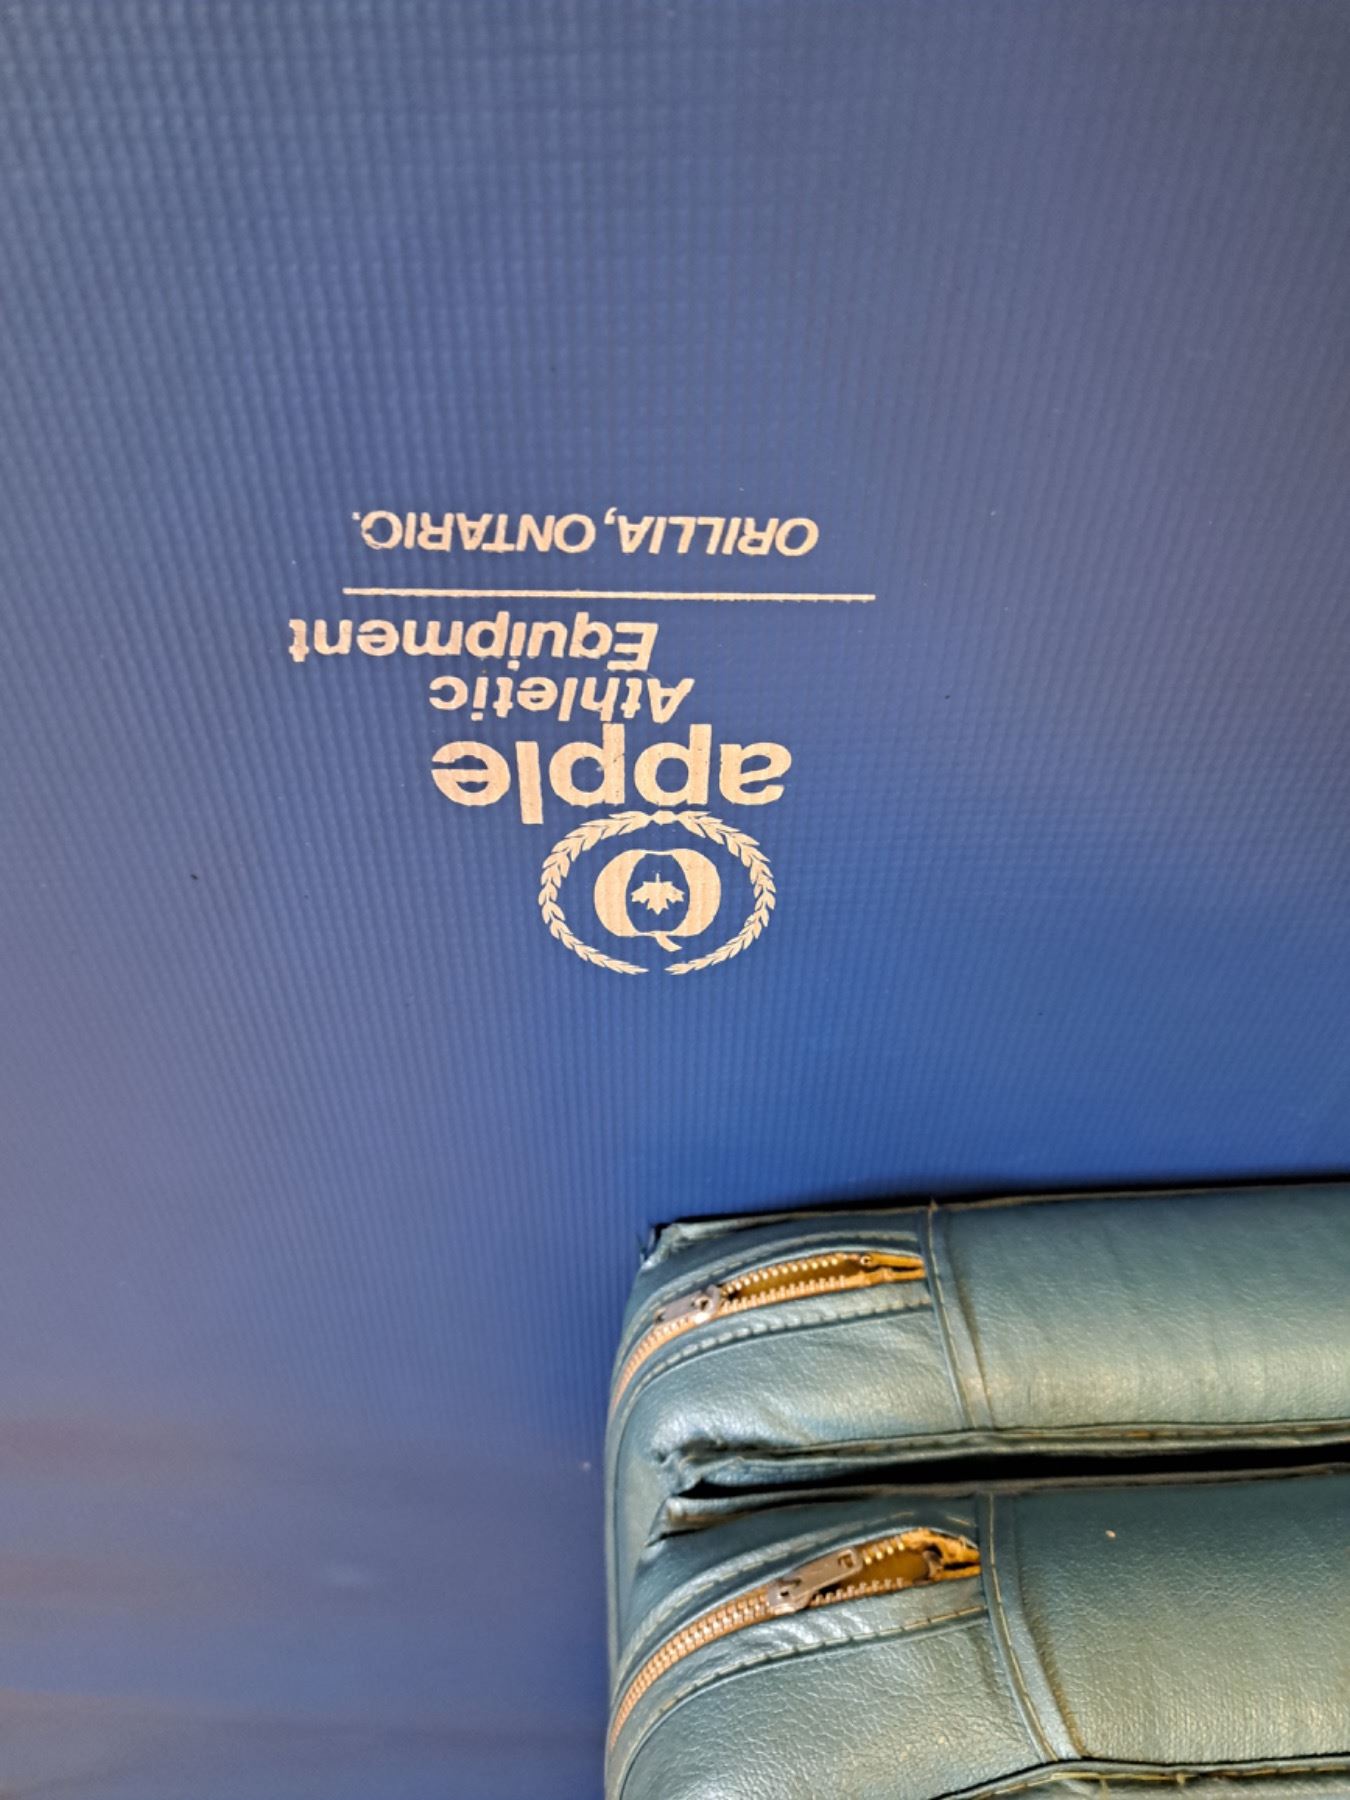 apple
Athletic
Equipment
ORILLIA, ONTARIO.